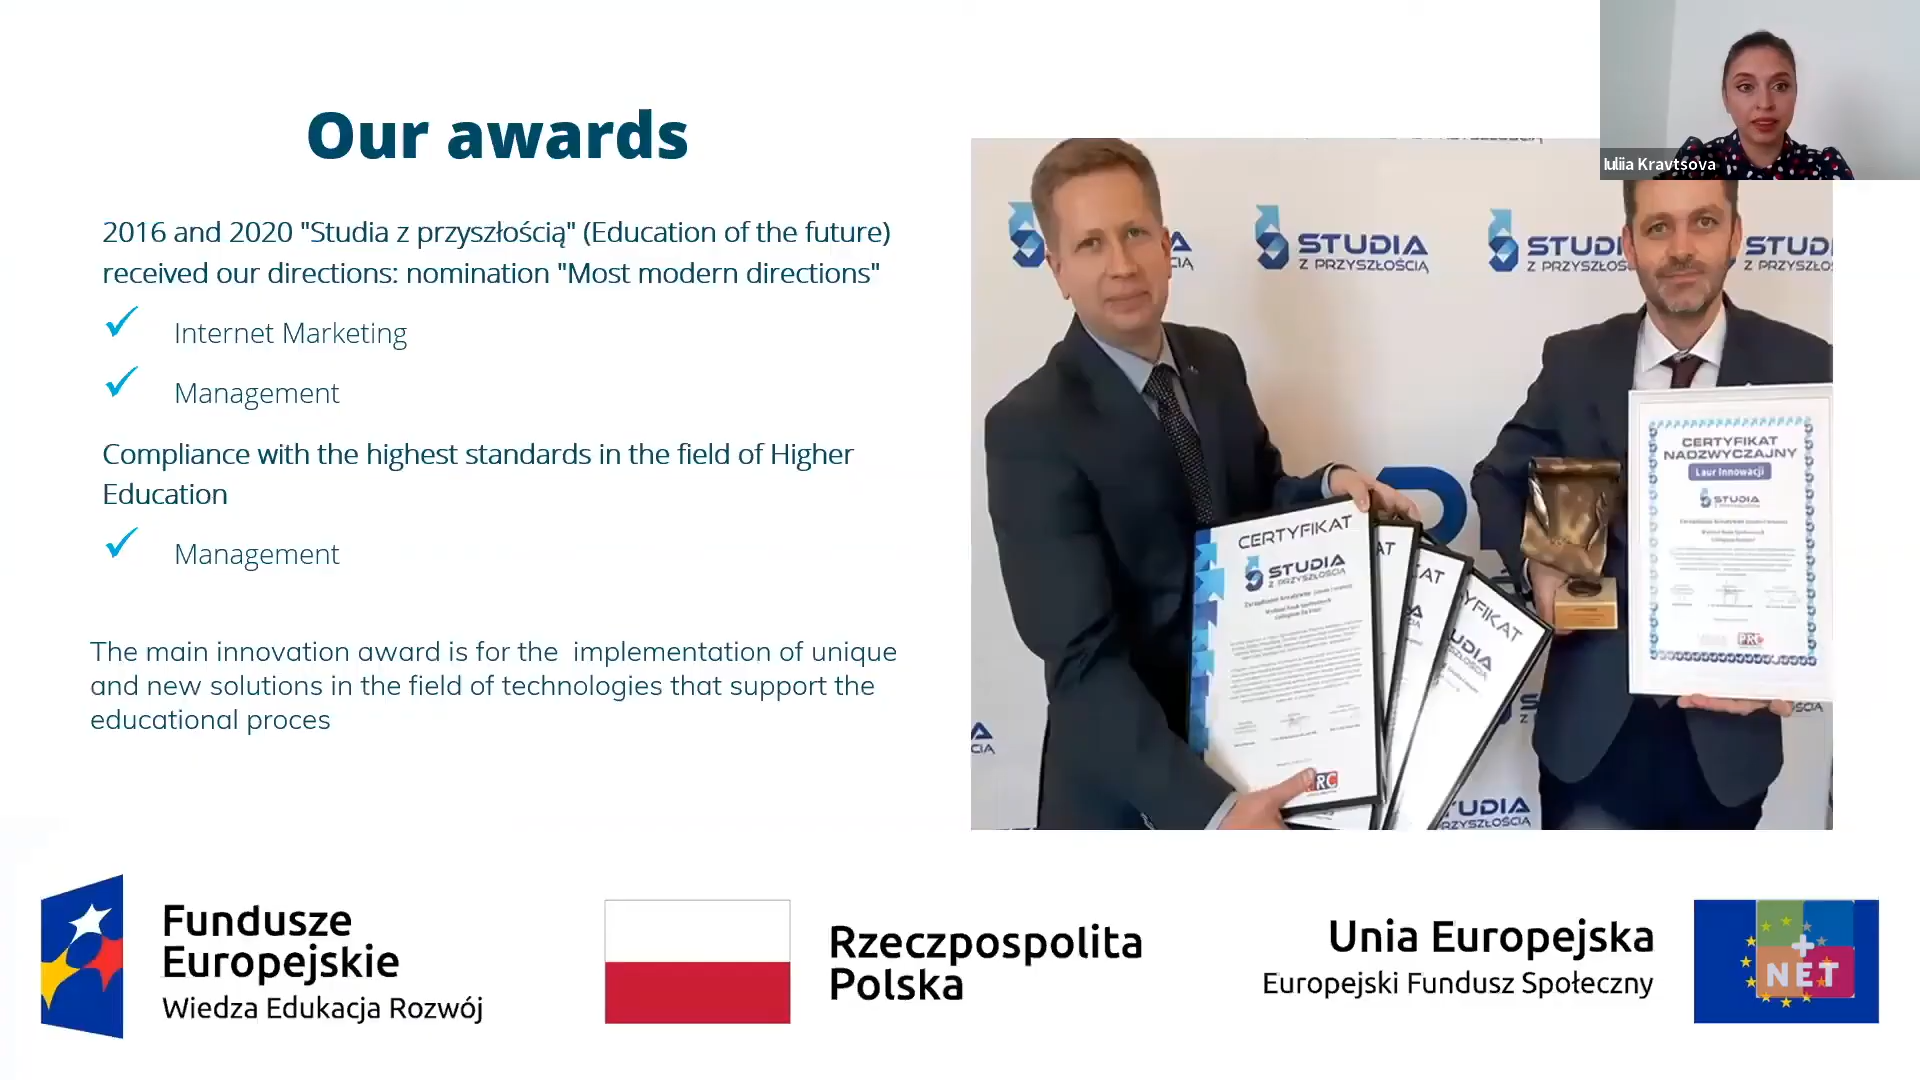 Our awards
2016 and 2020 "Studia z przyszłością" (Education of the future)
received our directions: nomination "Most modern directions"
Internet Marketing
Management
Compliance with the highest standards in the field of Higher
Education
Management
The main innovation award is for the implementation of unique
and new solutions in the field of technologies that support the
educational proces
Iuliia Kravtsova
STUDIA
Z PRZYSZŁOŚCIĄ
CERTYFIKAT
NADZWYCZAJNY
Laur Innowacji
STUDIA
CERTYFIKAT
STUDIA
Z PRZYSZŁOŚCIĄ
PRC
Fundusze
Europejskie
Wiedza Edukacja Rozwój
Rzeczpospolita
Polska
Unia Europejska
Europejski Fundusz Społeczny
+
NET